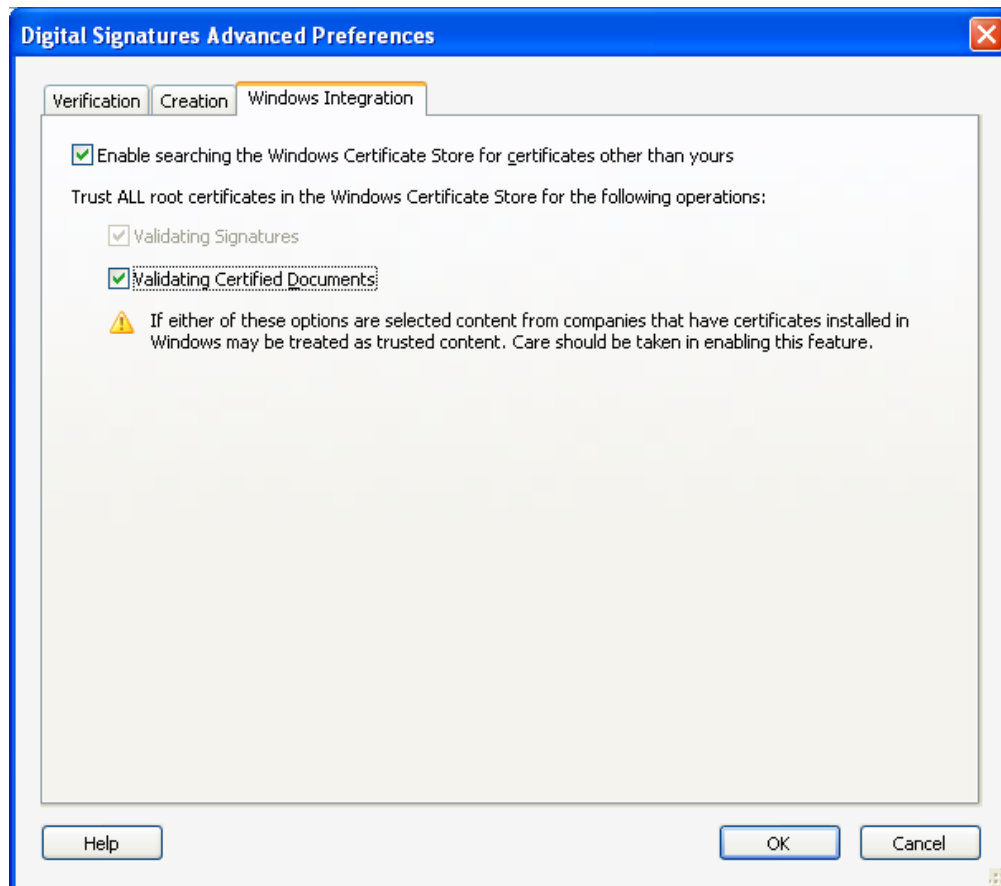 Digital Signatures Advanced Preferences
Verification Creation Windows Integration
Enable searching the Windows Certificate Store for certificates other than yours
Trust ALL root certificates in the Windows Certificate Store for the following operations:
Validating Signatures
Validating Certified Documents
If either of these options are selected content from companies that have certificates installed in
Windows may be treated as trusted content. Care should be taken in enabling this feature.
Help OK Cancel